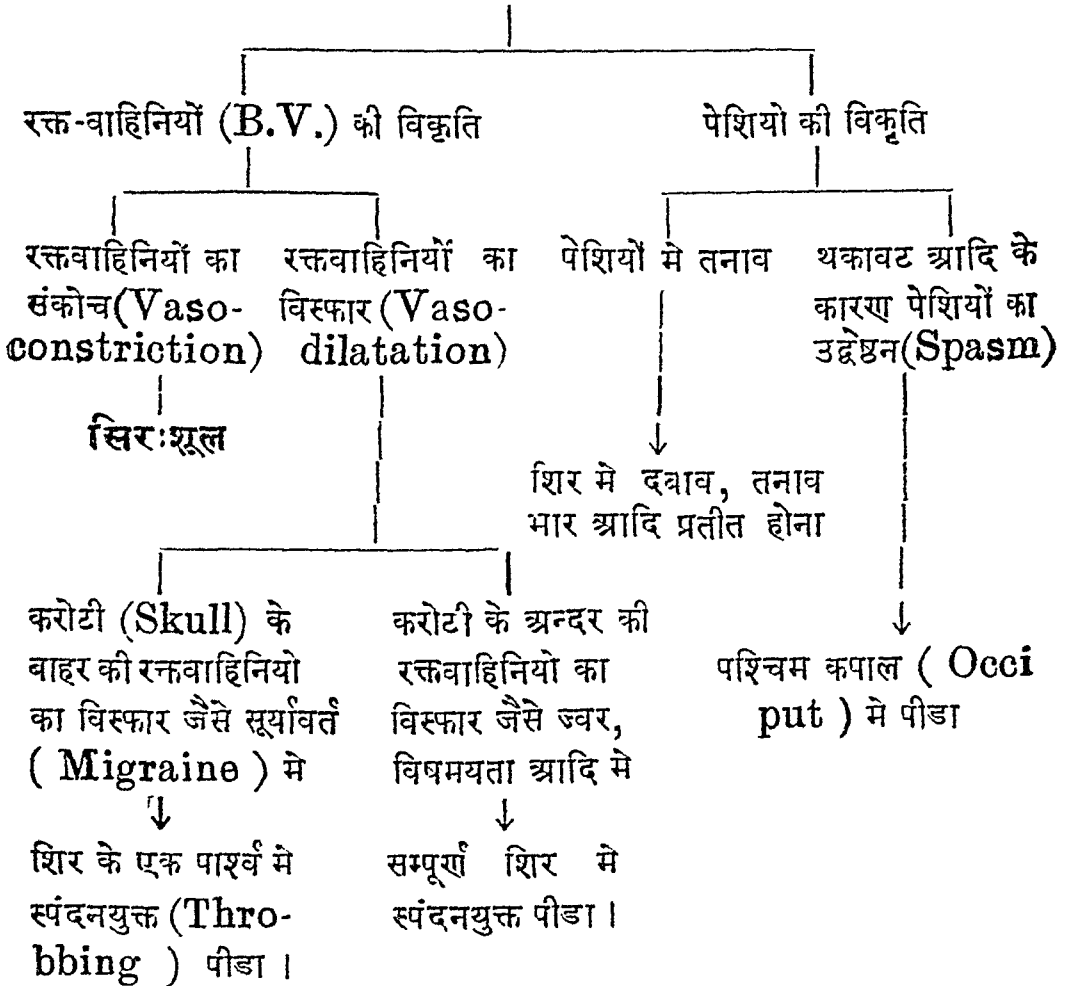 रक्त-वाहिनियों (B.V.) की विकृति
पेशियो की विकृति
रक्तवाहिनियों का
संकोच(Vaso-
constriction)
सिरःशूल
रक्तवाहिनियों का
विस्फार (Vaso-
dilatation)
पेशियों मे तनाव
शिर मे दबाव, तनाव
भार आदि प्रतीत होना
थकावट आदि के
कारण पेशियों का
उद्वेष्ठन(Spasm)
पश्चिम कपाल ( Occi
put ) मे पीडा
करोटी (Skull) के
बाहर की रक्तवाहिनियो
का विस्फार जैसे सूर्यावर्त
( Migraine ) मे
शिर के एक पार्श्व मे
स्पंदनयुक्त (Thro-
bbing ) पीडा ।
करोटी के अन्दर की
रक्तवाहिनियो का
विस्फार जैसे ज्वर,
विषमयता आदि मे
सम्पूर्ण शिर मे
स्पंदनयुक्त पीडा ।